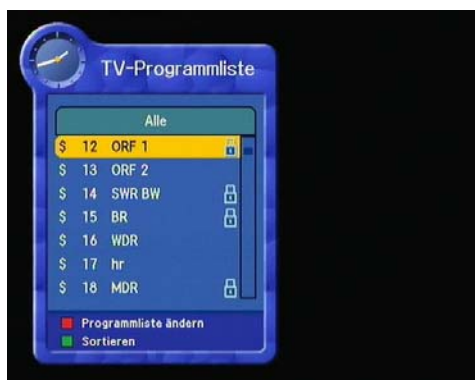 TV-Programmliste
Alle
$ 12 ORF 1
$ 13 ORF 2
$ 14 SWR BW
$ 15 BR
$ 16 WDR
$ 17 hr
$ 18 MDR
Programmliste ändern
Sortieren